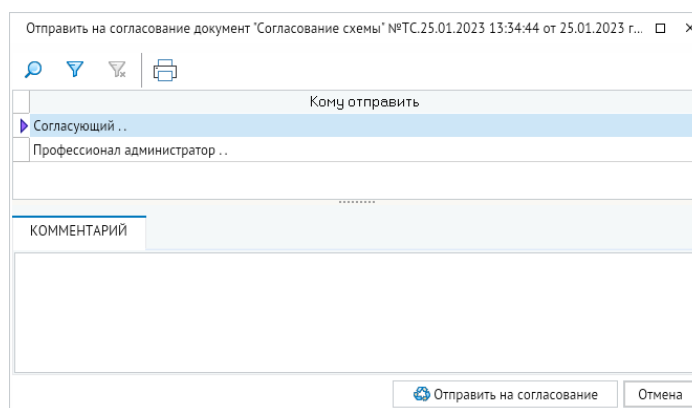 Отправить на согласование документ "Согласование схемы" №ТС.25.01.2023 13:34:44 от 25.01.2023 г...
Кому отправить
Согласующий . .
Профессионал администратор . .
КОММЕНТАРИЙ
Отправить на согласование
Отмена